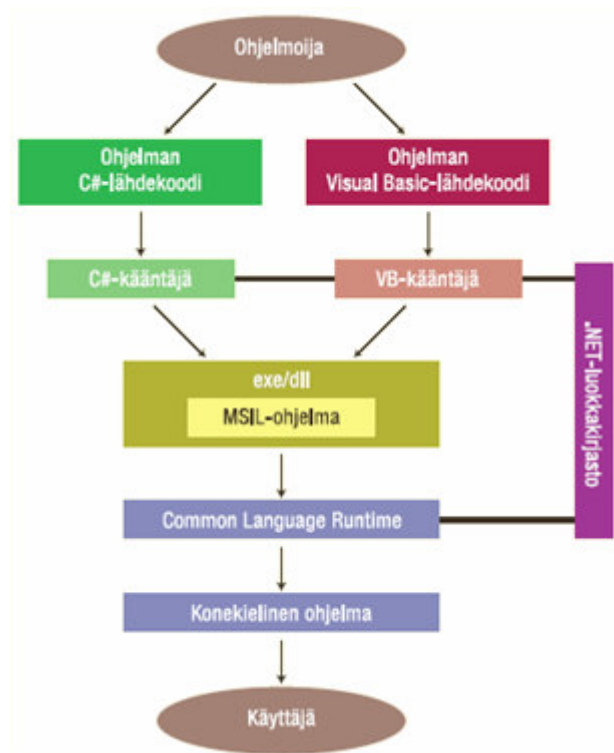 Ohjelmoija
Ohjelman
C#-lähdekoodi
Ohjelman
Visual Basic-lähdekoodi
C#-kääntäjä
VB-kääntäjä
.NET-luokkakirjasto
exe/dll
MSIL-ohjelma
Common Language Runtime
Konekielinen ohjelma
Käyttäjä